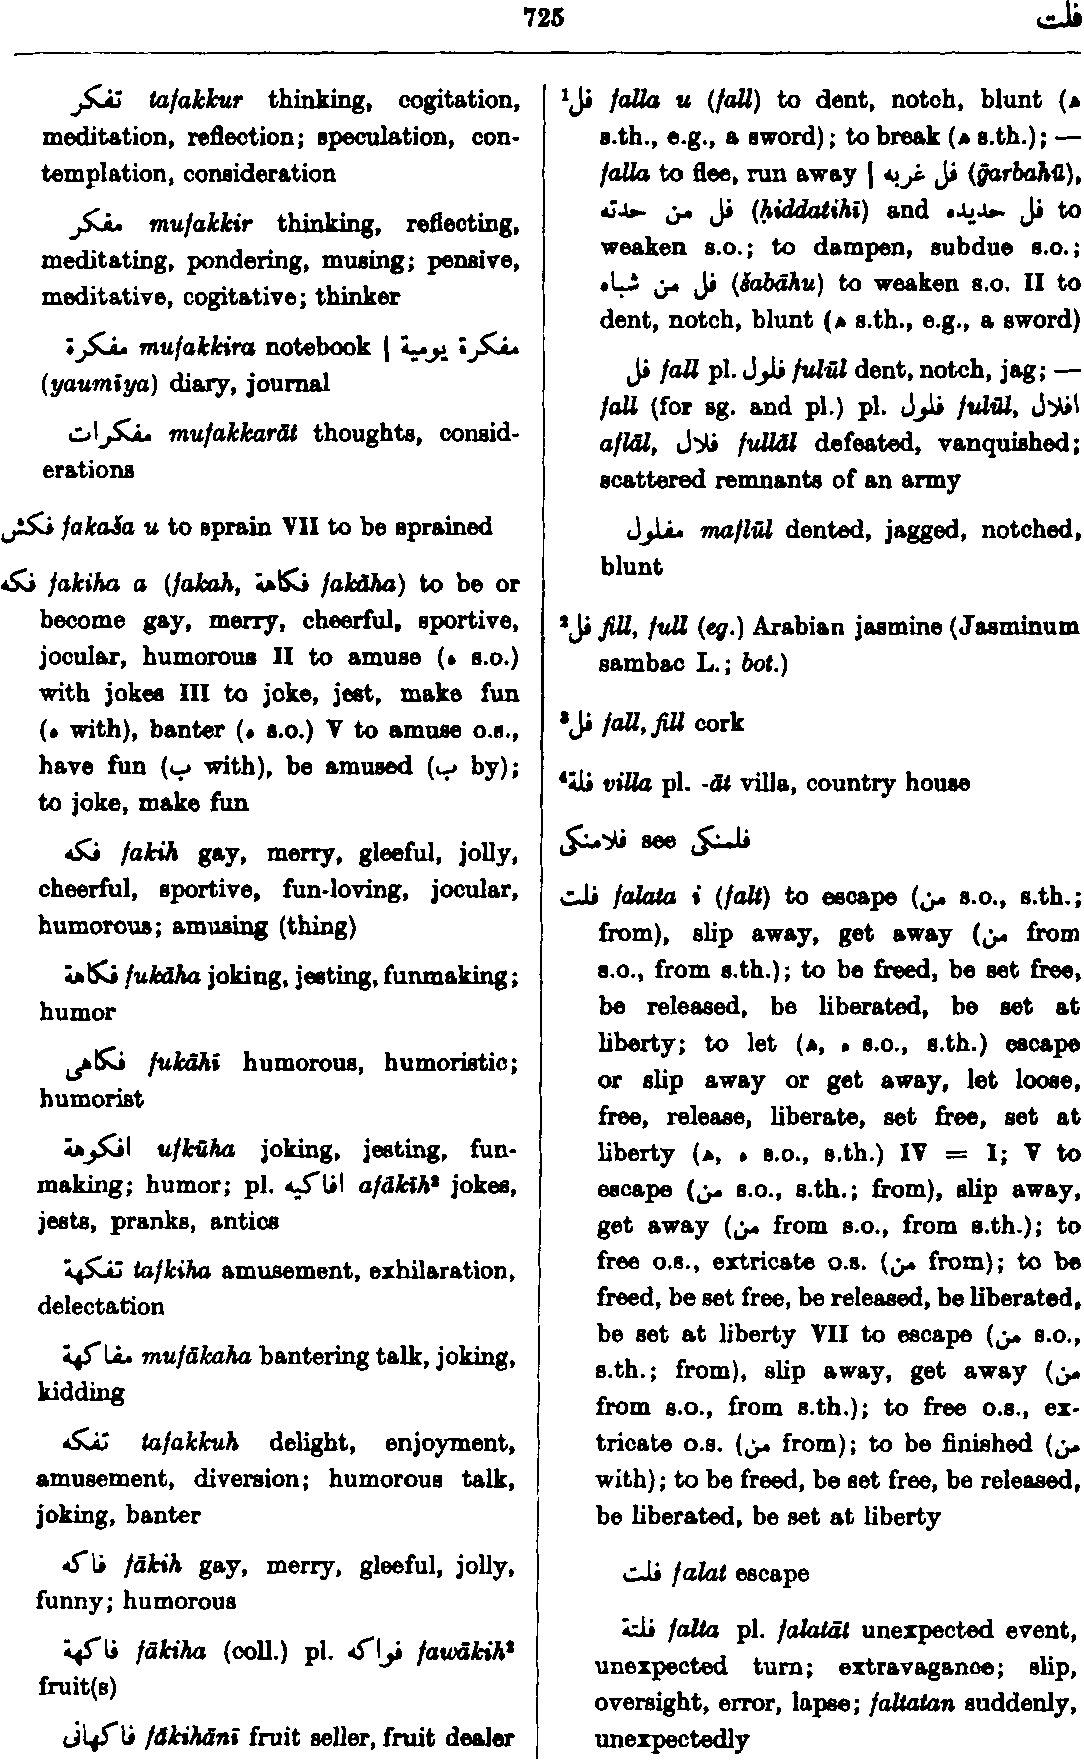 725
فلت
تفكر tafakkur thinking, cogitation,
meditation, reflection; speculation, con-
templation, consideration
مفكر mufakkir thinking, reflecting,
meditating, pondering, musing; pensive,
meditative, cogitative; thinker
مفكرة mufakkira notebook | مفكرة يومية
(yaumīya) diary, journal
مفكرات mufakkarāt thoughts, consid-
erations
فكش fakaša u to sprain VII to be sprained
فكه fakiha a (fakah, فكاهة fakāha) to be or
become gay, merry, cheerful, sportive,
jocular, humorous II to amuse (ه s.o.)
with jokes III to joke, jest, make fun
(ه with), banter (ه s.o.) V to amuse o.s.,
have fun (ب with), be amused (ب by);
to joke, make fun
فكه fakih gay, merry, gleeful, jolly,
cheerful, sportive, fun-loving, jocular,
humorous; amusing (thing)
فكاهة fukāha joking, jesting, funmaking;
humor
فكاهى fukāhī humorous, humoristic;
humorist
افكوهة ufkūha joking, jesting, fun-
making; humor; pl. افاكيه afākīh² jokes,
jests, pranks, antics
تفكهة tafkiha amusement, exhilaration,
delectation
مفاكهة mufākaha bantering talk, joking,
kidding
تفكه tafakkuh delight, enjoyment,
amusement, diversion; humorous talk,
joking, banter
فاكه fākih gay, merry, gleeful, jolly,
funny; humorous
فاكهة fākiha (coll.) pl. فواكه fawākih²
fruit(s)
فاكهانى fākihānī fruit seller, fruit dealer
¹فل falla u (fall) to dent, notch, blunt (ه
s.th., e.g., a sword); to break (ه s.th.); —
falla to flee, run away | فل غربه (ḡarbahū),
فل من حدته (ḥiddatihī) and فل حديده to
weaken s.o.; to dampen, subdue s.o.;
فل من شباه (šabāhu) to weaken s.o. II to
dent, notch, blunt (ه s.th., e.g., a sword)
فل fall pl. فلول fulūl dent, notch, jag; —
fall (for sg. and pl.) pl. فلول fulūl, افلال
aflāl, فلال fullāl defeated, vanquished;
scattered remnants of an army
مفلول maflūl dented, jagged, notched,
blunt
²فل fill, full (eg.) Arabian jasmine (Jasminum
sambac L.; bot.)
³فل fall, fill cork
⁴فلة villa pl. -āt villa, country house
فلامنكى see فلمنكى
فلت falata i (falt) to escape (من s.o., s.th.;
from), slip away, get away (من from
s.o., from s.th.); to be freed, be set free,
be released, be liberated, be set at
liberty; to let (ه, ه s.o., s.th.) escape
or slip away or get away, let loose,
free, release, liberate, set free, set at
liberty (ه, ه s.o., s.th.) IV = I; V to
escape (من s.o., s.th.; from), slip away,
get away (من from s.o., from s.th.); to
free o.s., extricate o.s. (من from); to be
freed, be set free, be released, be liberated,
be set at liberty VII to escape (من s.o.,
s.th.; from), slip away, get away (من
from s.o., from s.th.); to free o.s., ex-
tricate o.s. (من from); to be finished (من
with); to be freed, be set free, be released,
be liberated, be set at liberty
فلت falat escape
فلتة falta pl. falatāt unexpected event,
unexpected turn; extravagance; slip,
oversight, error, lapse; faltatan suddenly,
unexpectedly